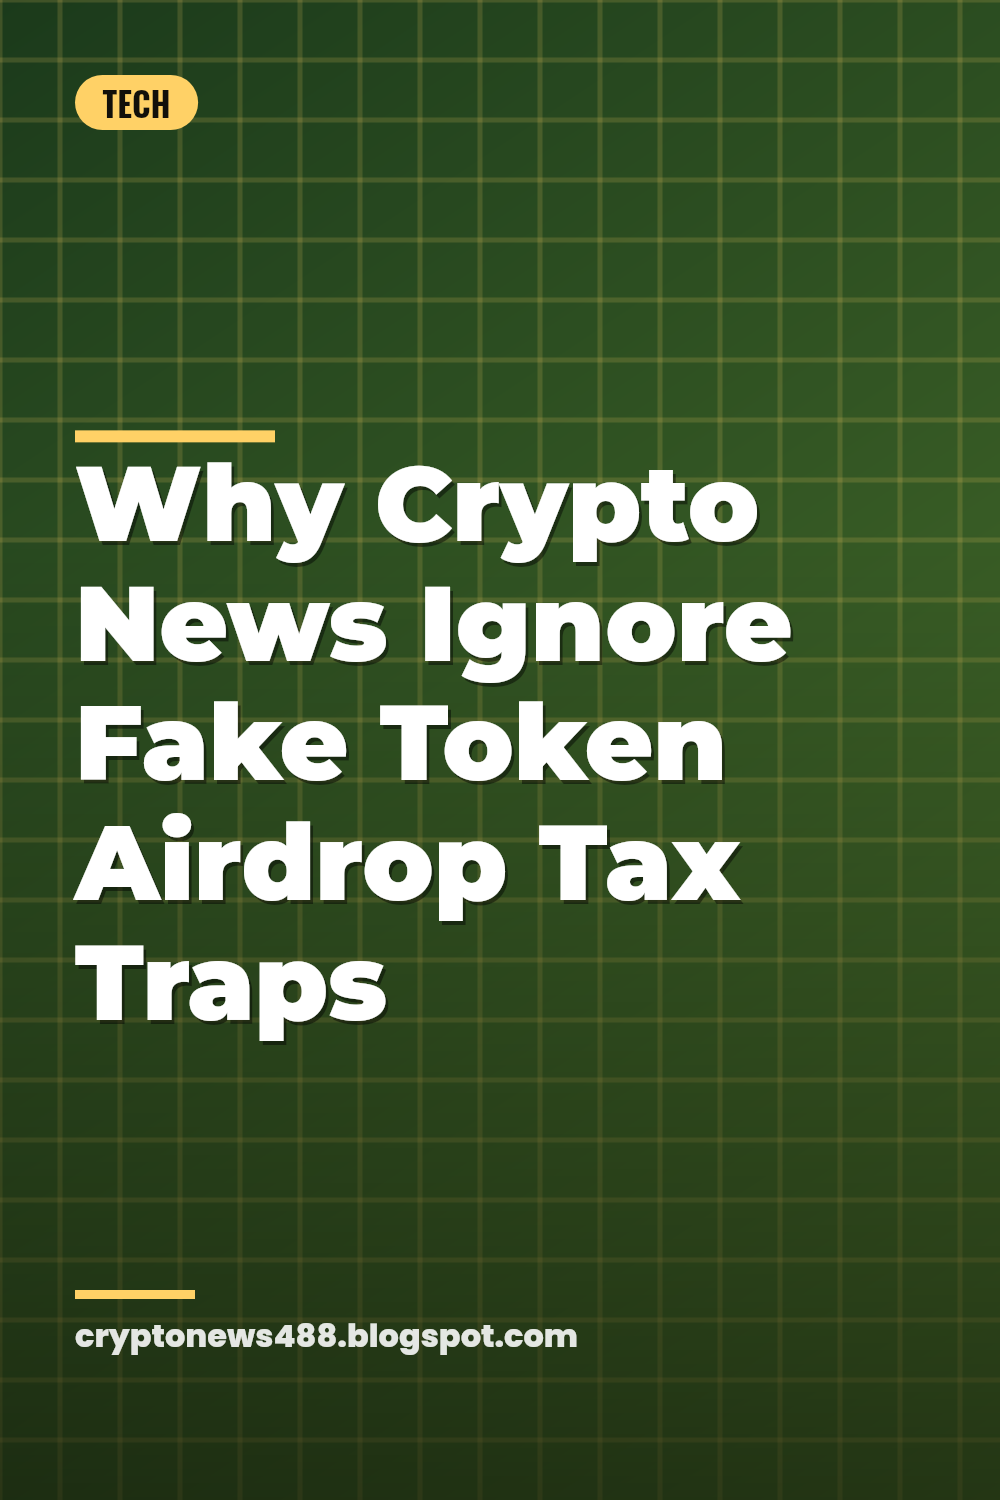 TECH
Why Crypto
News Ignore
Fake Token
Airdrop Tax
Traps
cryptonews488.blogspot.com